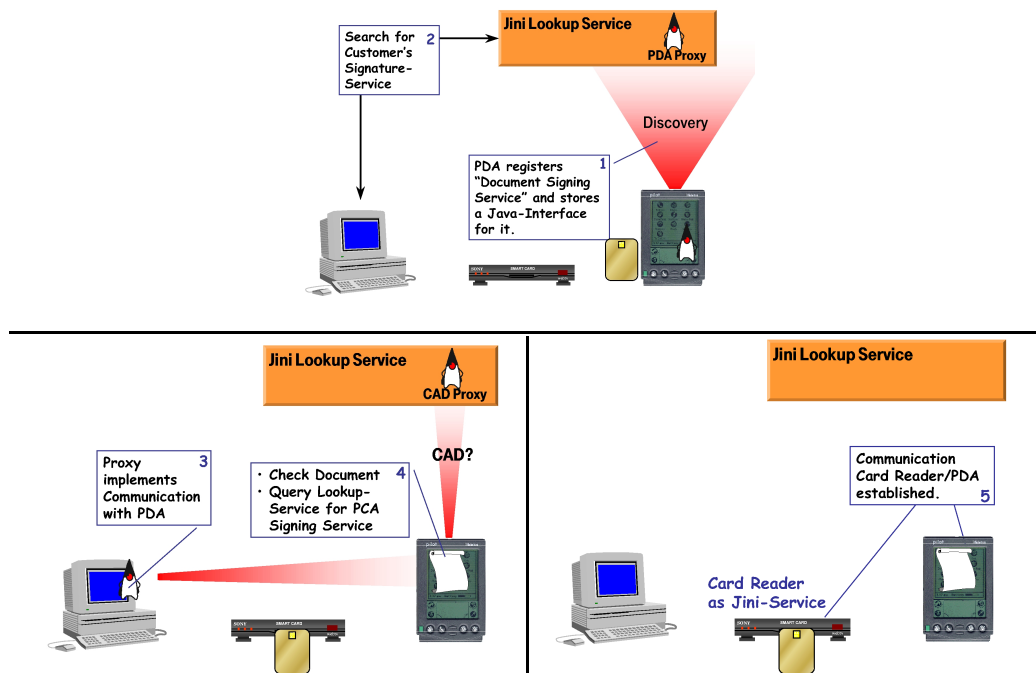 Jini Lookup Service
PDA Proxy
Search for 2
Customer's
Signature-
Service
Discovery
PDA registers 1
"Document Signing
Service" and stores
a Java-Interface
for it.
SONY SMART CARD
Jini Lookup Service
CAD Proxy
CAD?
Proxy 3
implements
Communication
with PDA
· Check Document 4
· Query Lookup-
Service for PCA
Signing Service
SONY SMART CARD
Jini Lookup Service
Communication
Card Reader/PDA
established. 5
Card Reader
as Jini-Service
SONY SMART CARD